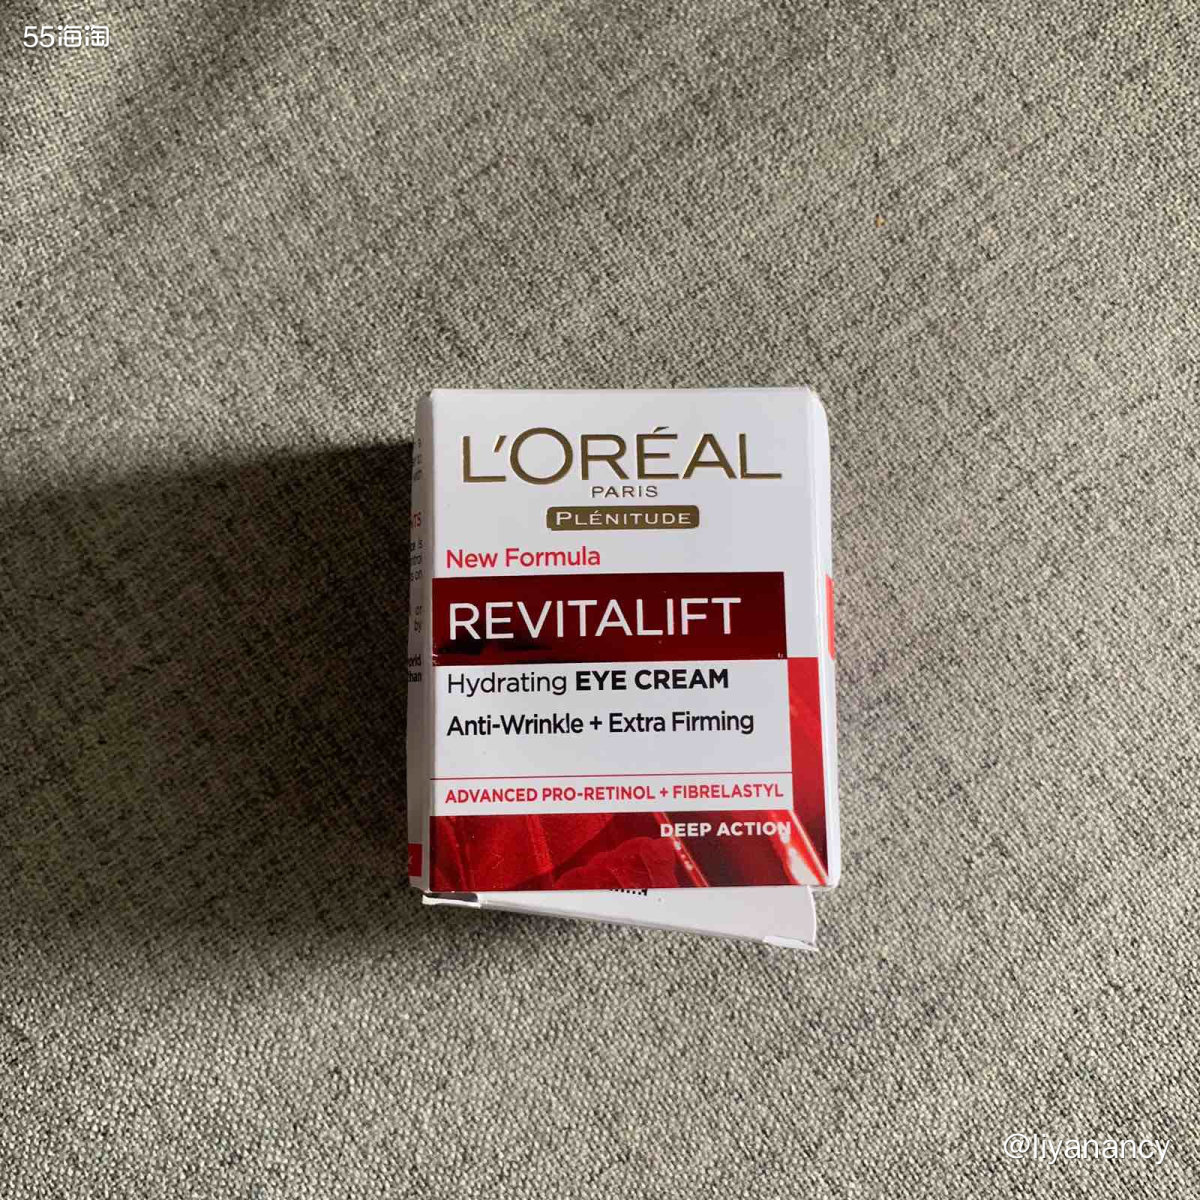 55海淘
L'ORÉAL
PARIS
PLÉNITUDE
New Formula
REVITALIFT
Hydrating EYE CREAM
Anti-Wrinkle + Extra Firming
ADVANCED PRO-RETINOL + FIBRELASTYL
DEEP ACTION
@liyanancy